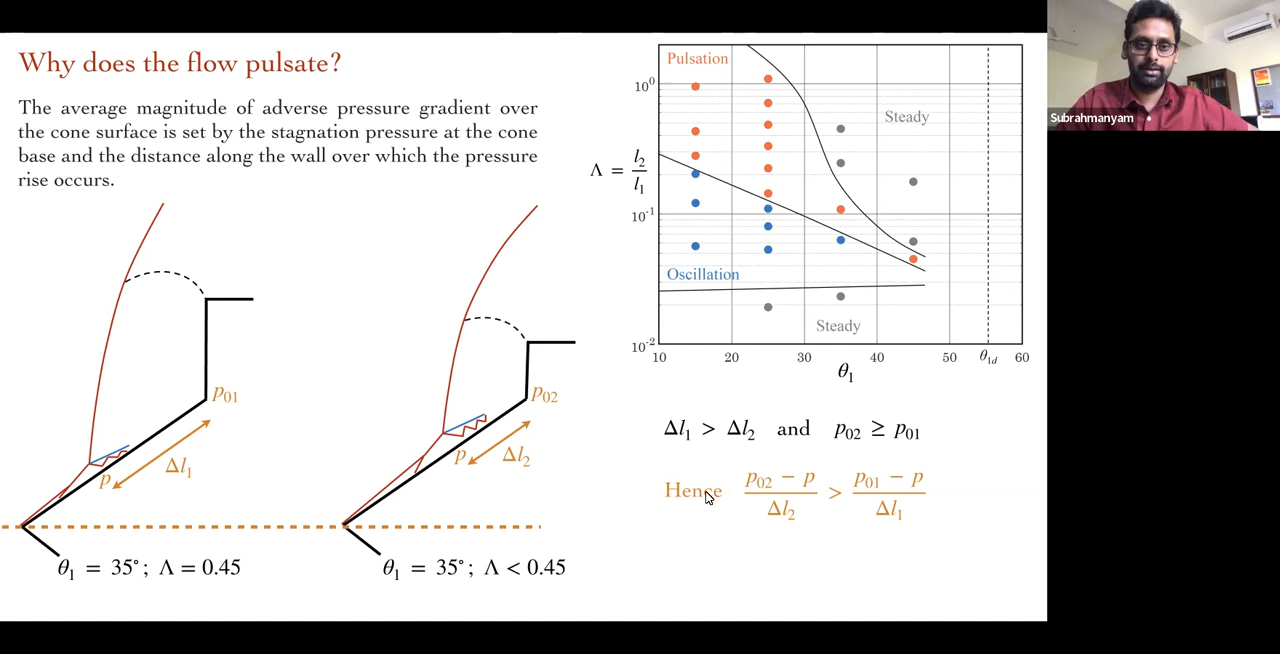 Why does the flow pulsate?
The average magnitude of adverse pressure gradient over
the cone surface is set by the stagnation pressure at the cone
base and the distance along the wall over which the pressure
rise occurs.
p01
Δl1
p
θ1 = 35°; Λ = 0.45
p02
Δl2
p
θ1 = 35°; Λ < 0.45
Λ = l2/l1
10^0
10^-1
10^-2
Pulsation
Steady
Oscillation
Steady
10 20 30 40 50 θ1d 60
θ1
Δl1 > Δl2 and p02 ≥ p01
Hence (p02 − p)/Δl2 > (p01 − p)/Δl1
Subrahmanyam